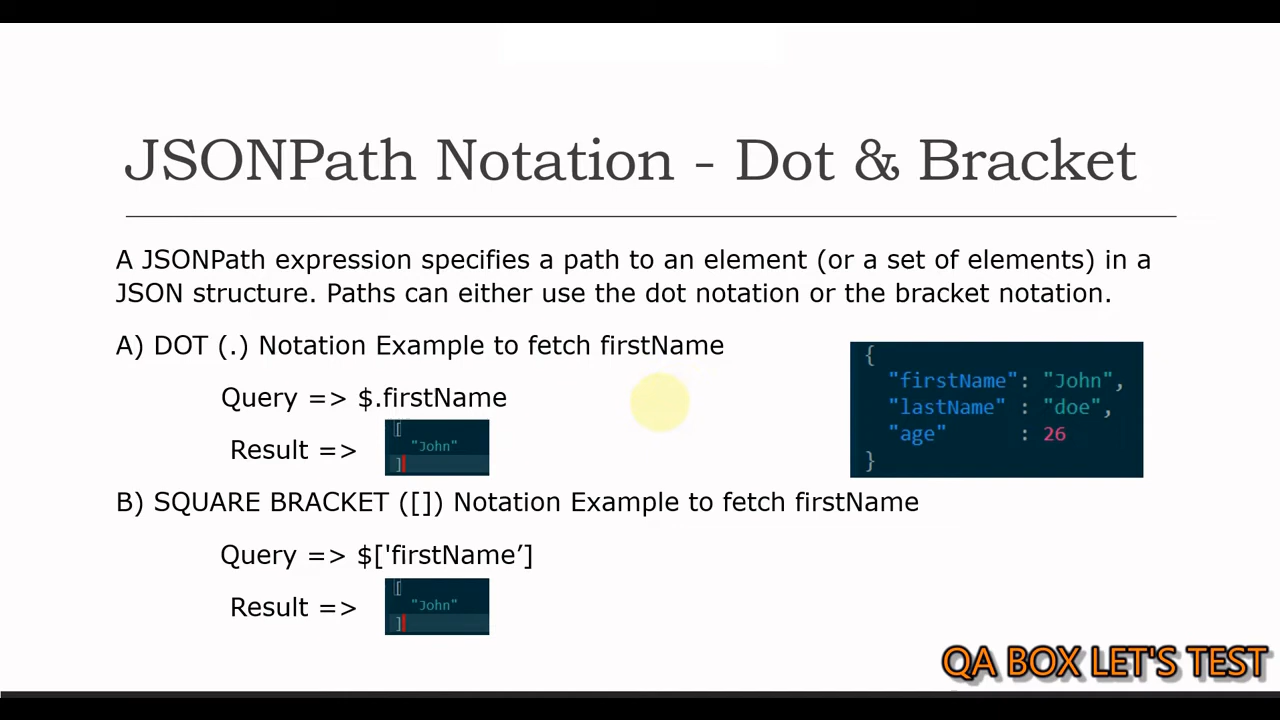 JSONPath Notation - Dot & Bracket
A JSONPath expression specifies a path to an element (or a set of elements) in a
JSON structure. Paths can either use the dot notation or the bracket notation.
A) DOT (.) Notation Example to fetch firstName
Query => $.firstName
Result =>
[
"John"
]
{
"firstName": "John",
"lastName" : "doe",
"age" : 26
}
B) SQUARE BRACKET ([]) Notation Example to fetch firstName
Query => $['firstName’]
Result =>
[
"John"
]
QA BOX LET'S TEST